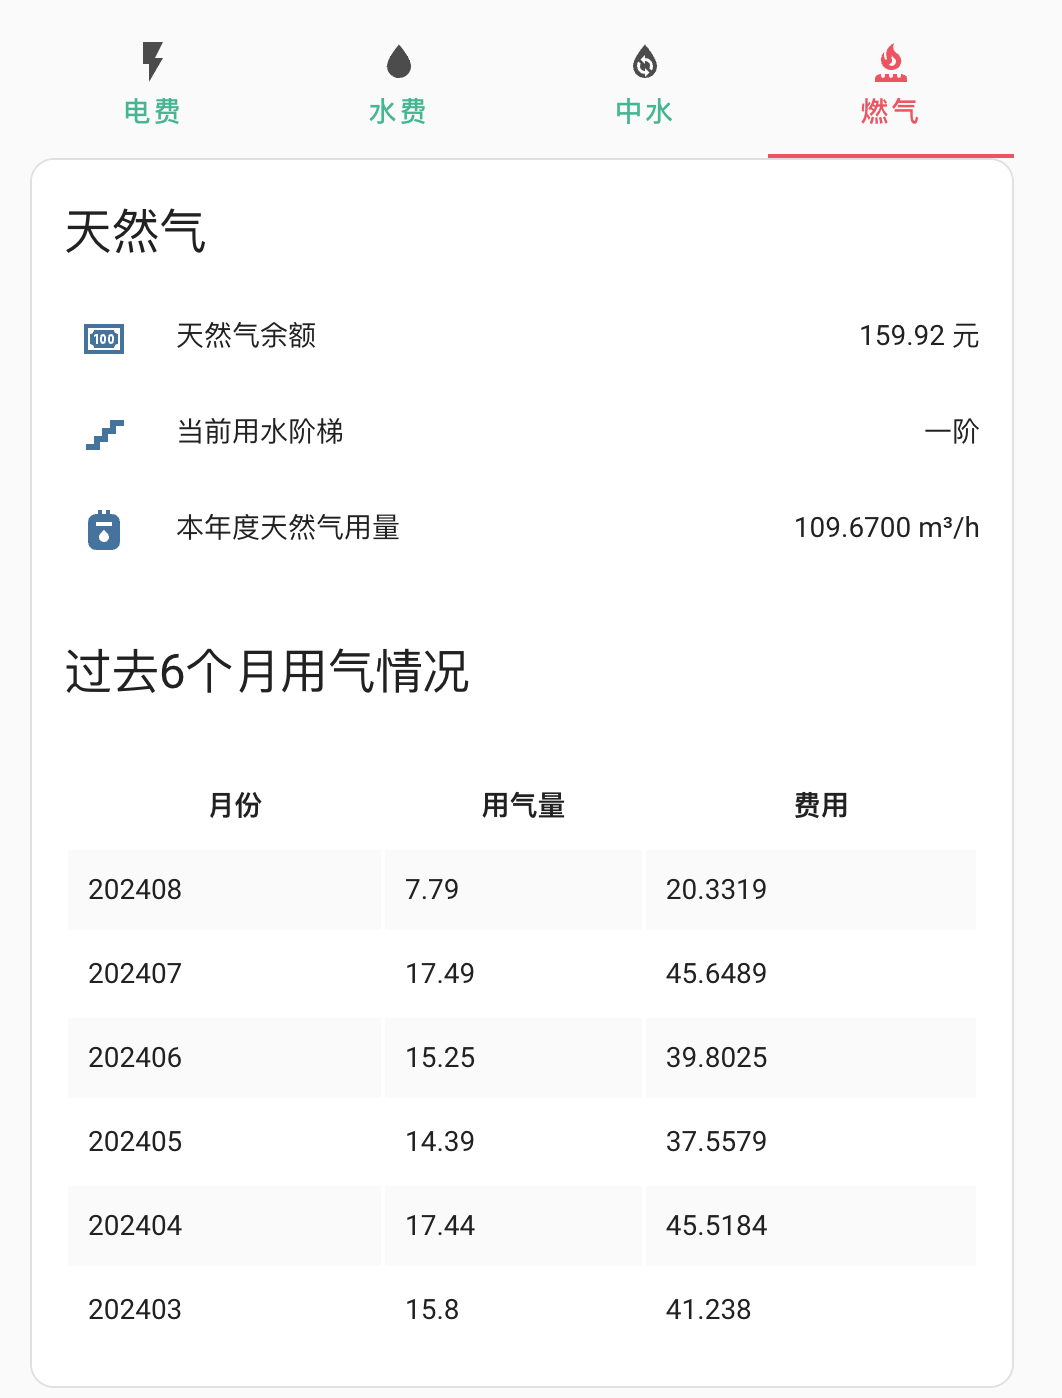 电费 水费 中水 燃气
天然气
100 天然气余额 159.92 元
当前用水阶梯 一阶
本年度天然气用量 109.6700 m³/h
过去6个月用气情况
月份 用气量 费用
202408 7.79 20.3319
202407 17.49 45.6489
202406 15.25 39.8025
202405 14.39 37.5579
202404 17.44 45.5184
202403 15.8 41.238